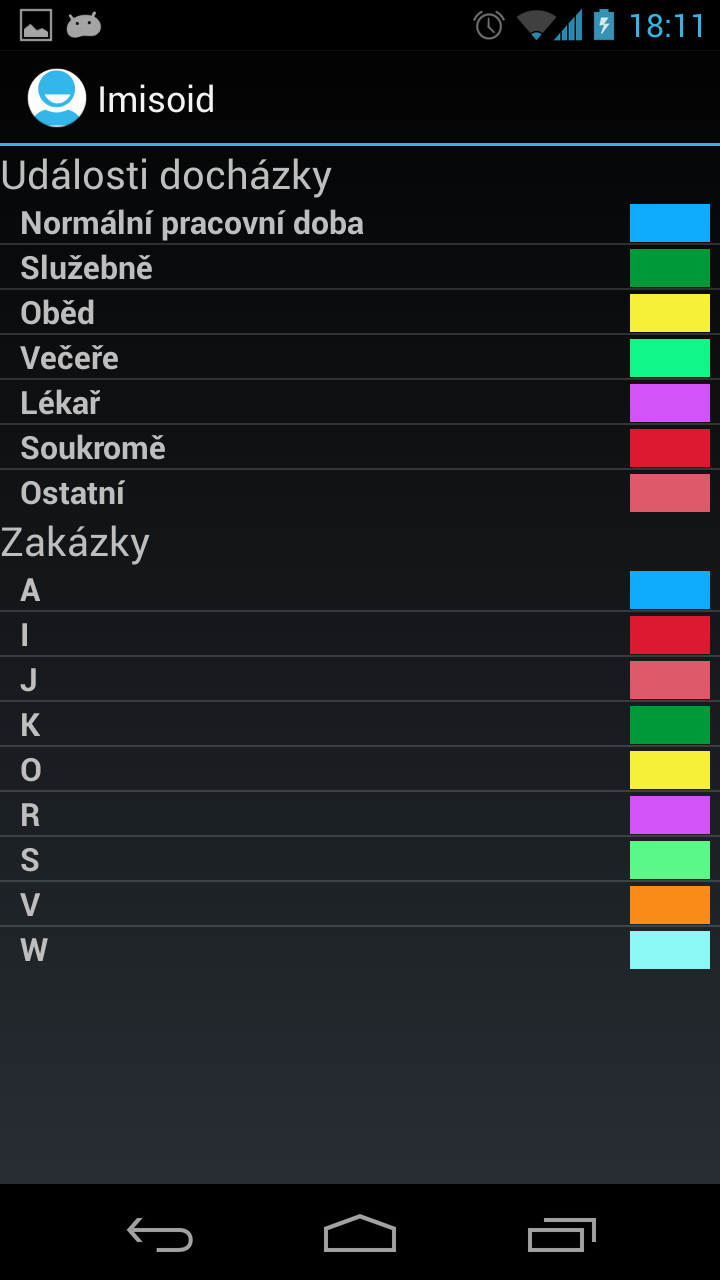 18:11
Imisoid
Události docházky
Normální pracovní doba
Služebně
Oběd
Večeře
Lékař
Soukromě
Ostatní
Zakázky
A
I
J
K
O
R
S
V
W